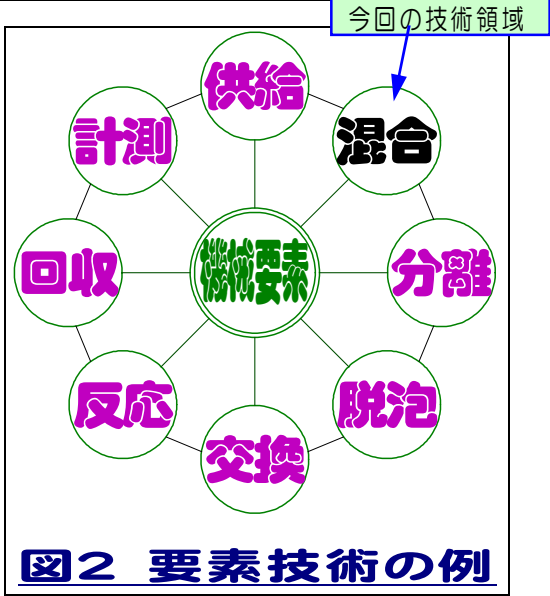 今回の技術領域
供給
計測
混合
回収
機械要素
分離
反応
脱泡
交換
図2 要素技術の例